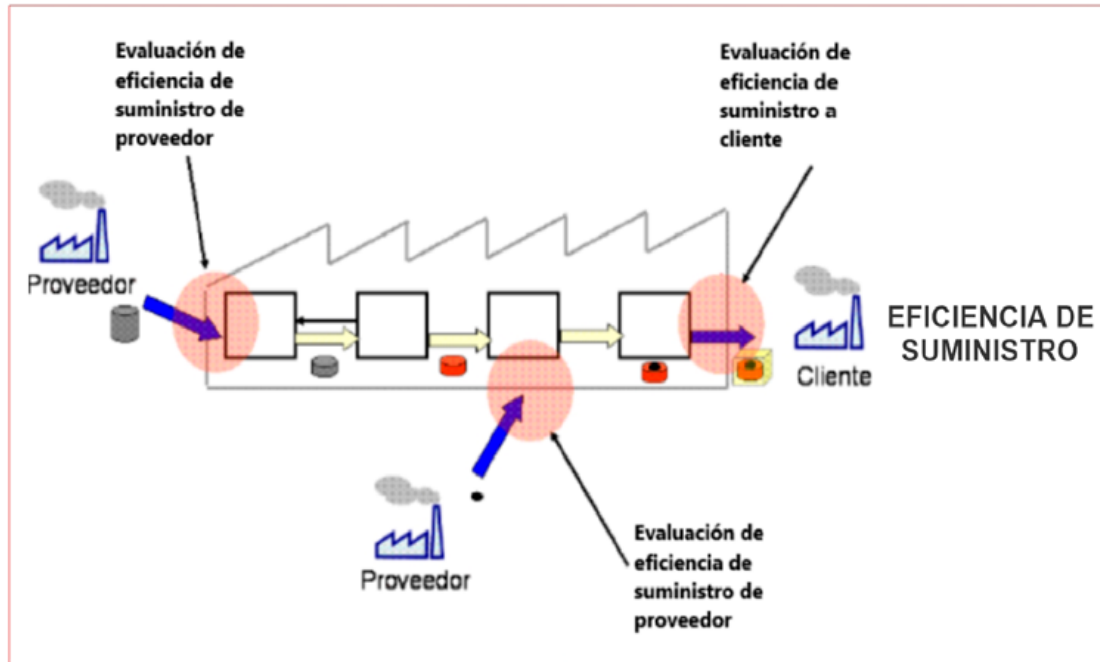 Evaluación de
eficiencia de
suministro de
proveedor
Evaluación de
eficiencia de
suministro a
cliente
Proveedor
EFICIENCIA DE
SUMINISTRO
Cliente
Proveedor
Evaluación de
eficiencia de
suministro de
proveedor